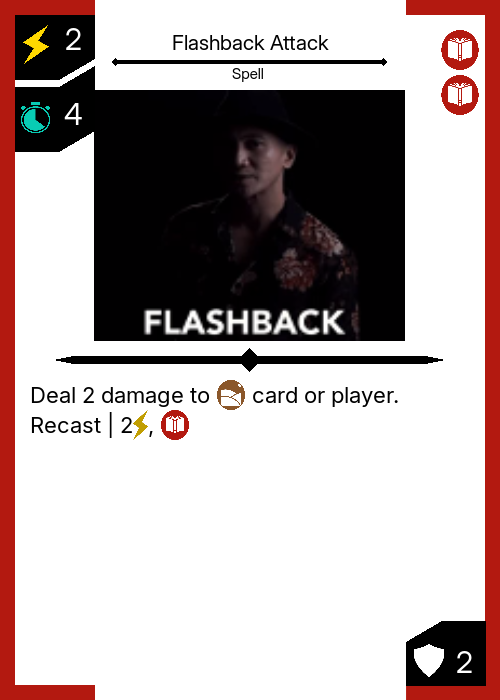 2
Flashback Attack
Spell
4
FLASHBACK
Deal 2 damage to card or player.
Recast | 2, 
2